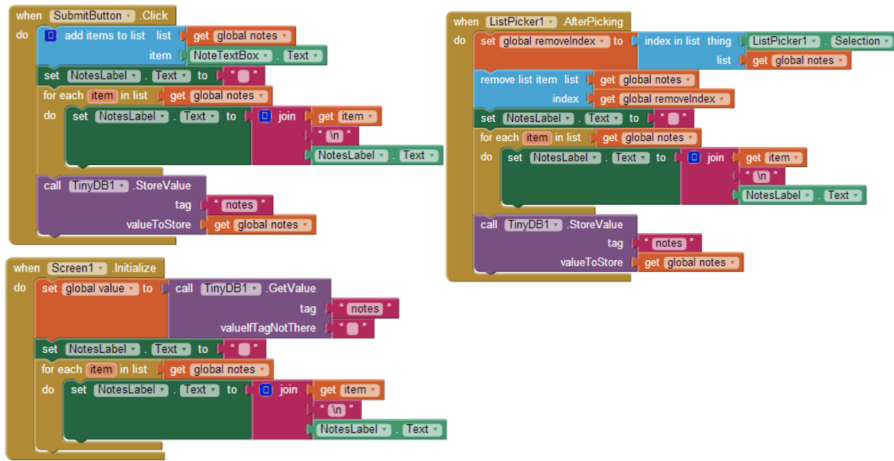 when SubmitButton .Click
do add items to list list get global notes
item NoteTextBox . Text
set NotesLabel . Text to " "
for each item in list get global notes
do set NotesLabel . Text to join get item
" \n "
NotesLabel . Text
call TinyDB1 .StoreValue
tag " notes "
valueToStore get global notes
when Screen1 .Initialize
do set global value to call TinyDB1 .GetValue
tag " notes "
valueIfTagNotThere " "
set NotesLabel . Text to " "
for each item in list get global notes
do set NotesLabel . Text to join get item
" \n "
NotesLabel . Text
when ListPicker1 .AfterPicking
do set global removeIndex to index in list thing ListPicker1 . Selection
list get global notes
remove list item list get global notes
index get global removeIndex
set NotesLabel . Text to " "
for each item in list get global notes
do set NotesLabel . Text to join get item
" \n "
NotesLabel . Text
call TinyDB1 .StoreValue
tag " notes "
valueToStore get global notes